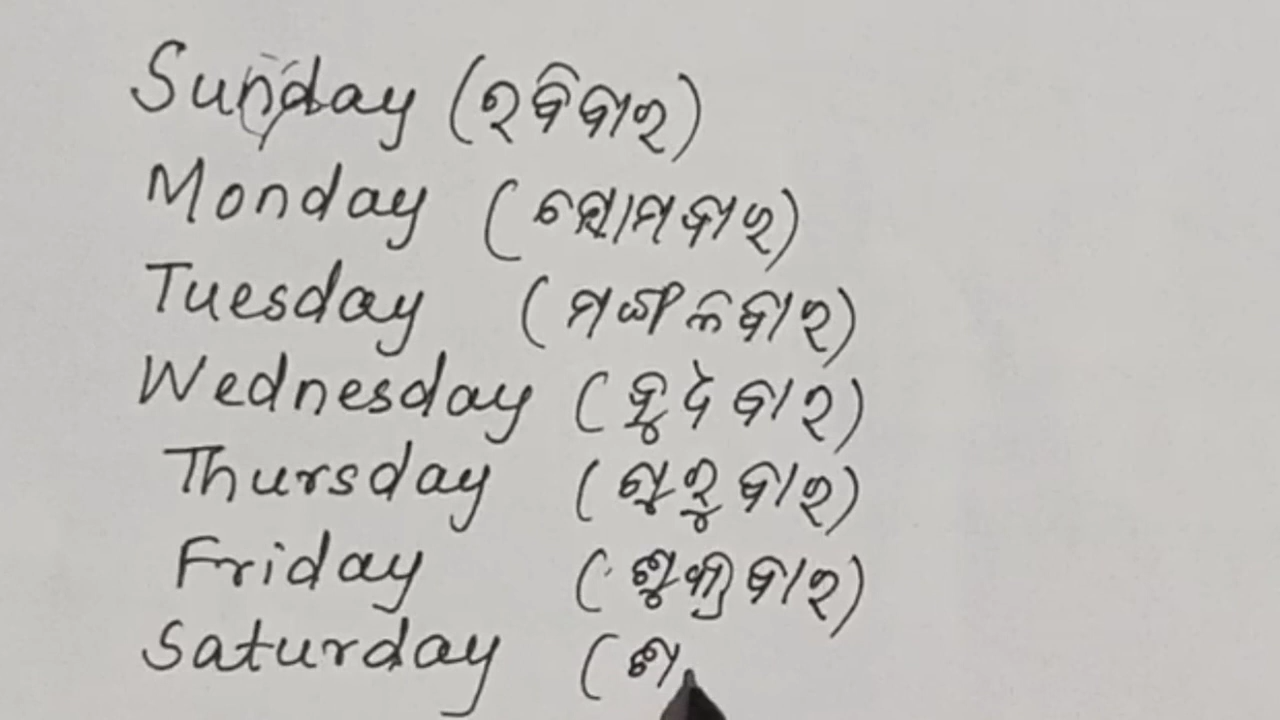 Sunday (ରବିବାର)
Monday (ସୋମବାର)
Tuesday (ମଙ୍ଗଳବାର)
Wednesday (ବୁଧବାର)
Thursday (ଗୁରୁବାର)
Friday (ଶୁକ୍ରବାର)
Saturday (ଶ